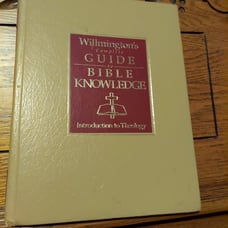 Willmington's
Complete
GUIDE
to
BIBLE
KNOWLEDGE
Introduction to Theology